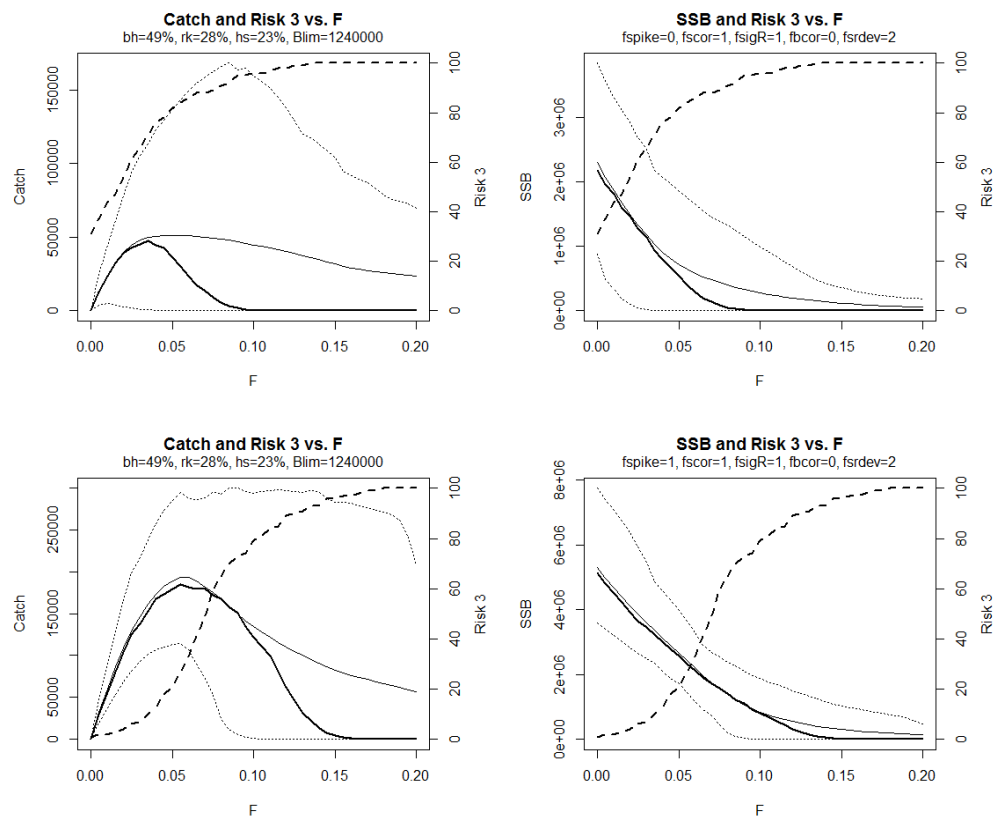 Catch and Risk 3 vs. F
bh=49%, rk=28%, hs=23%, Blim=1240000
Catch
0 50000 100000 150000
Risk 3
0 20 40 60 80 100
0.00 0.05 0.10 0.15 0.20
F
SSB and Risk 3 vs. F
fspike=0, fscor=1, fsigR=1, fbcor=0, fsrdev=2
SSB
0e+00 1e+06 2e+06 3e+06
Risk 3
0 20 40 60 80 100
0.00 0.05 0.10 0.15 0.20
F
Catch and Risk 3 vs. F
bh=49%, rk=28%, hs=23%, Blim=1240000
Catch
0 50000 150000 250000
Risk 3
0 20 40 60 80 100
0.00 0.05 0.10 0.15 0.20
F
SSB and Risk 3 vs. F
fspike=1, fscor=1, fsigR=1, fbcor=0, fsrdev=2
SSB
0e+00 2e+06 4e+06 6e+06 8e+06
Risk 3
0 20 40 60 80 100
0.00 0.05 0.10 0.15 0.20
F